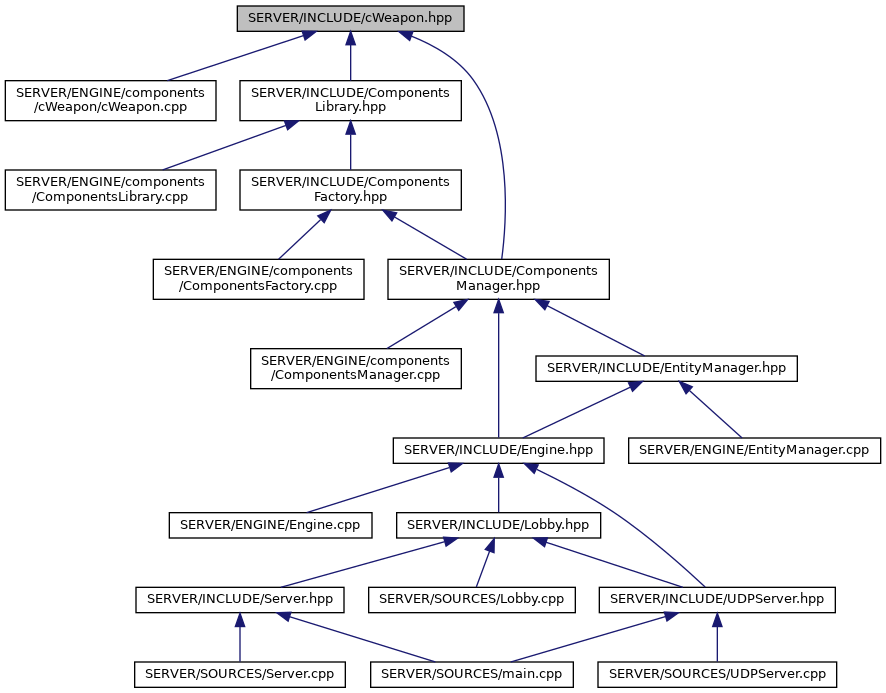 SERVER/INCLUDE/cWeapon.hpp
SERVER/ENGINE/components
/cWeapon/cWeapon.cpp
SERVER/INCLUDE/Components
Library.hpp
SERVER/ENGINE/components
/ComponentsLibrary.cpp
SERVER/INCLUDE/Components
Factory.hpp
SERVER/ENGINE/components
/ComponentsFactory.cpp
SERVER/INCLUDE/Components
Manager.hpp
SERVER/ENGINE/components
/ComponentsManager.cpp
SERVER/INCLUDE/EntityManager.hpp
SERVER/INCLUDE/Engine.hpp
SERVER/ENGINE/EntityManager.cpp
SERVER/ENGINE/Engine.cpp
SERVER/INCLUDE/Lobby.hpp
SERVER/INCLUDE/Server.hpp
SERVER/SOURCES/Lobby.cpp
SERVER/INCLUDE/UDPServer.hpp
SERVER/SOURCES/Server.cpp
SERVER/SOURCES/main.cpp
SERVER/SOURCES/UDPServer.cpp